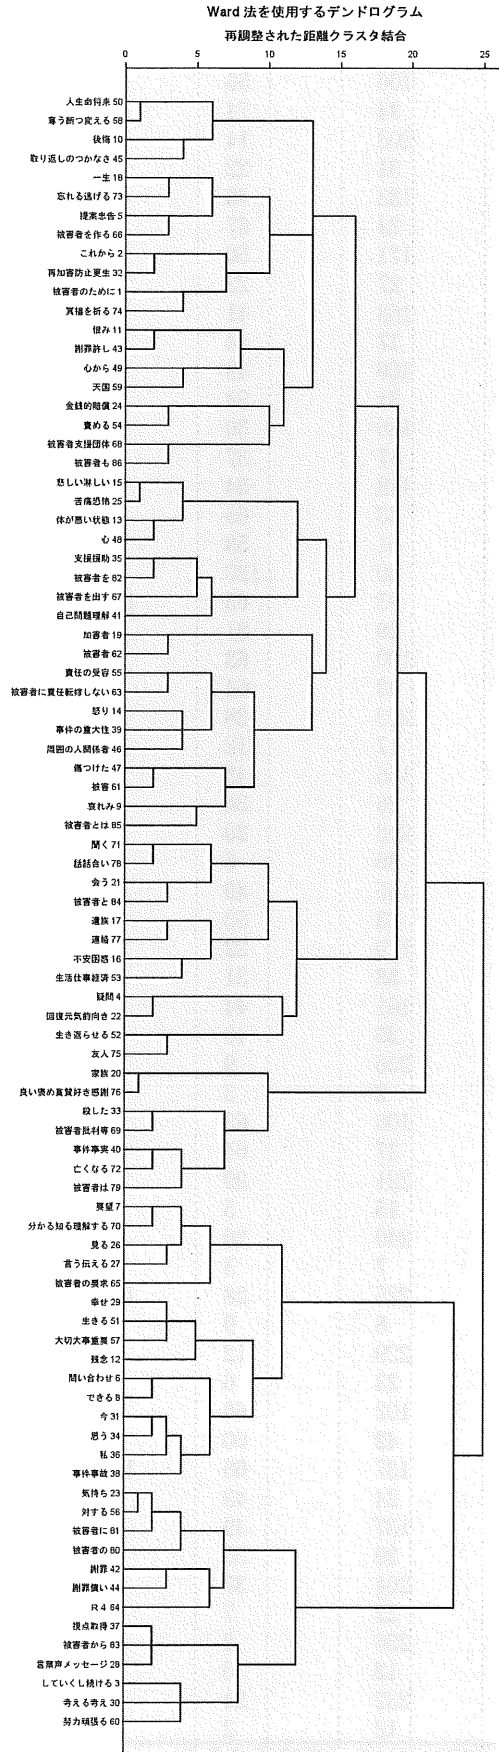 Ward 法を使用するデンドログラム
再調整された距離クラスタ結合
0 5 10 15 20 25
人生命将来 50
奪う断つ変える 58
後悔 10
取り返しのつかなさ 45
一生 18
忘れる逃げる 73
提案忠告 5
被害者を作る 66
これから 2
再加害防止更生 32
被害者のために 1
冥福を祈る 74
恨み 11
謝罪許し 43
心から 49
天国 59
金銭的賠償 24
責める 54
被害者支援団体 68
被害者も 86
悲しい淋しい 15
苦痛恐怖 25
体が悪い状態 13
心 48
支援援助 35
被害者を 82
被害者を出す 67
自己問題理解 41
加害者 19
被害者 62
責任の受容 55
被害者に責任転嫁しない 63
怒り 14
事件の重大性 39
周囲の人関係者 46
傷つけた 47
被害 61
哀れみ 9
被害者とは 85
聞く 71
話話合い 78
会う 21
被害者と 84
遺族 17
連絡 77
不安困惑 16
生活仕事経済 53
疑問 4
回復元気前向き 22
生き返らせる 52
友人 75
家族 20
良い褒め賞賛好き感謝 76
殺した 33
被害者批判等 69
事件事実 40
亡くなる 72
被害者は 79
要望 7
分かる知る理解する 70
見る 26
言う伝える 27
被害者の要求 65
幸せ 29
生きる 51
大切大事重要 57
残念 12
問い合わせ 6
できる 8
今 31
思う 34
私 36
事件事故 38
気持ち 23
対する 56
被害者に 81
被害者の 80
謝罪 42
謝罪償い 44
R 4 64
視点取得 37
被害者から 83
言葉声メッセージ 28
していくし続ける 3
考える考え 30
努力頑張る 60